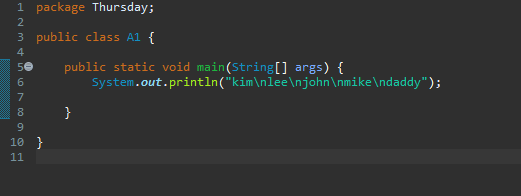 1 package Thursday;
2
3 public class A1 {
4
5 public static void main(String[] args) {
6 System.out.println("kim\nlee\njohn\nmike\ndaddy");
7
8 }
9
10 }
11